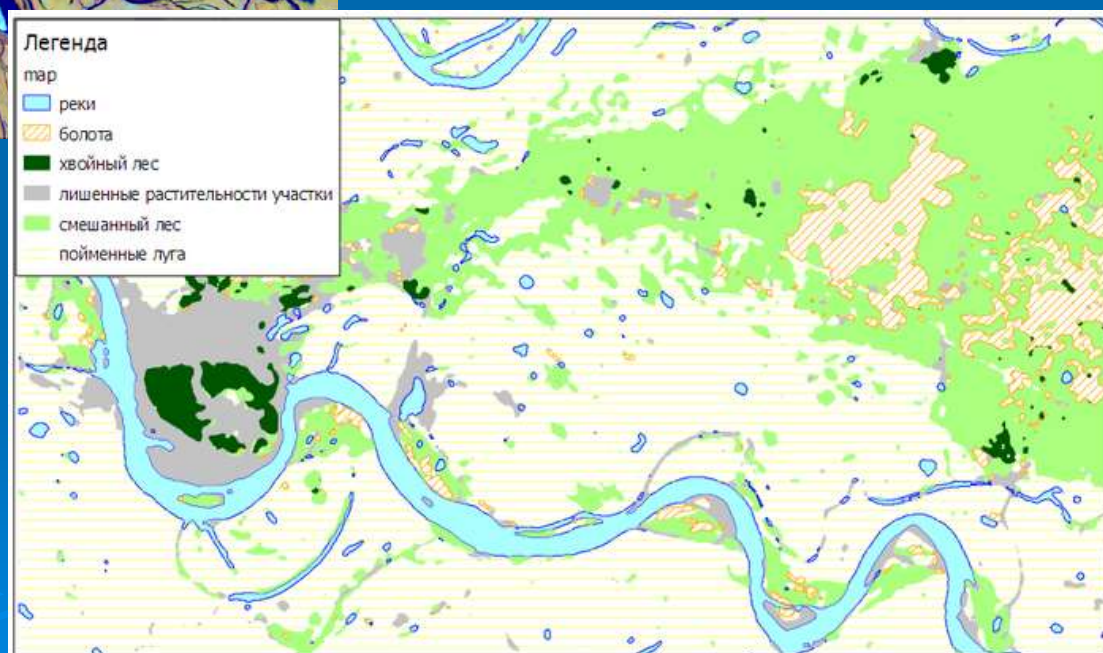 Легенда
map
реки
болота
хвойный лес
лишенные растительности участки
смешанный лес
пойменные луга